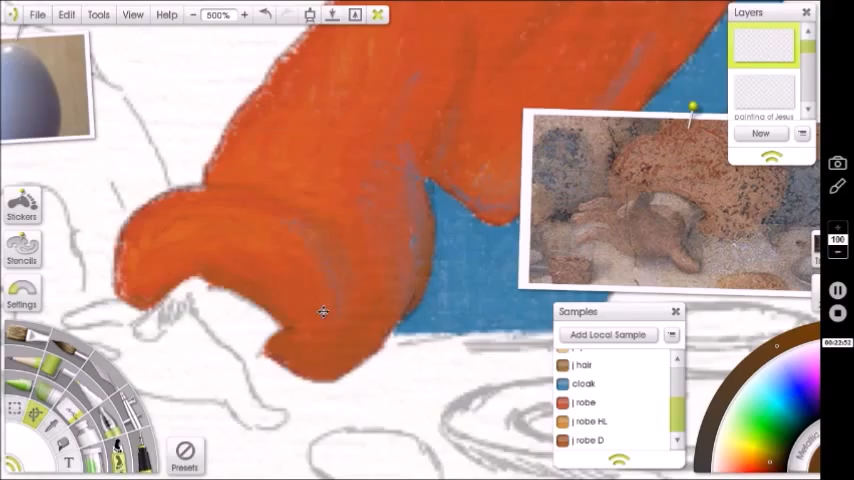 File Edit Tools View Help
500%
Layers
painting of Jesus
New
Stickers
Stencils
Settings
100
Samples
Add Local Sample
j hair
cloak
j robe
j robe HL
j robe D
Presets
T
Metallic
00:22:52